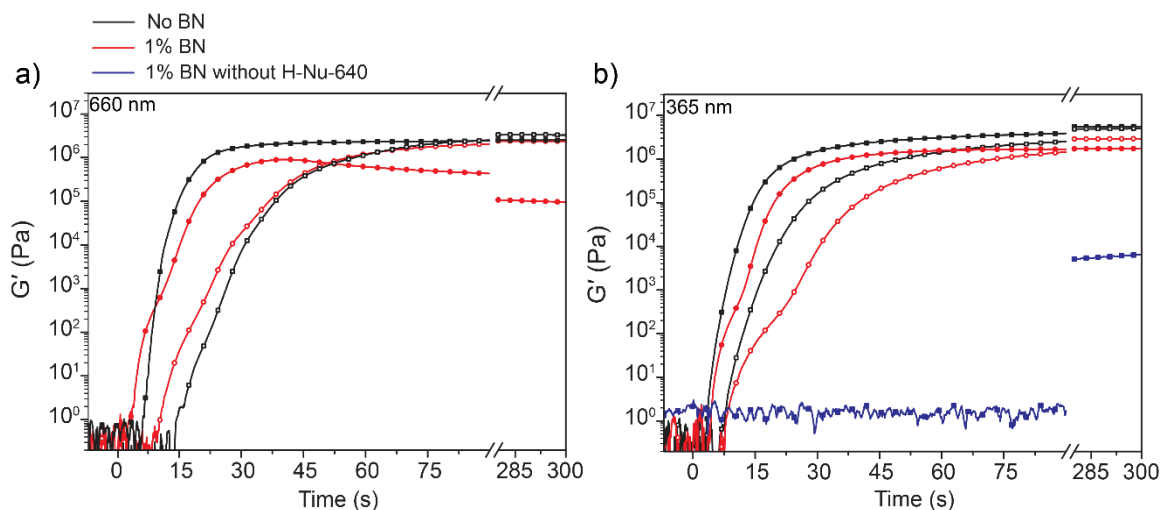 No BN
1% BN
1% BN without H-Nu-640
a)
660 nm
10⁷
10⁶
10⁵
10⁴
10³
10²
10¹
10⁰
G' (Pa)
0 15 30 45 60 75 285 300
Time (s)
b)
365 nm
10⁷
10⁶
10⁵
10⁴
10³
10²
10¹
10⁰
G' (Pa)
0 15 30 45 60 75 285 300
Time (s)